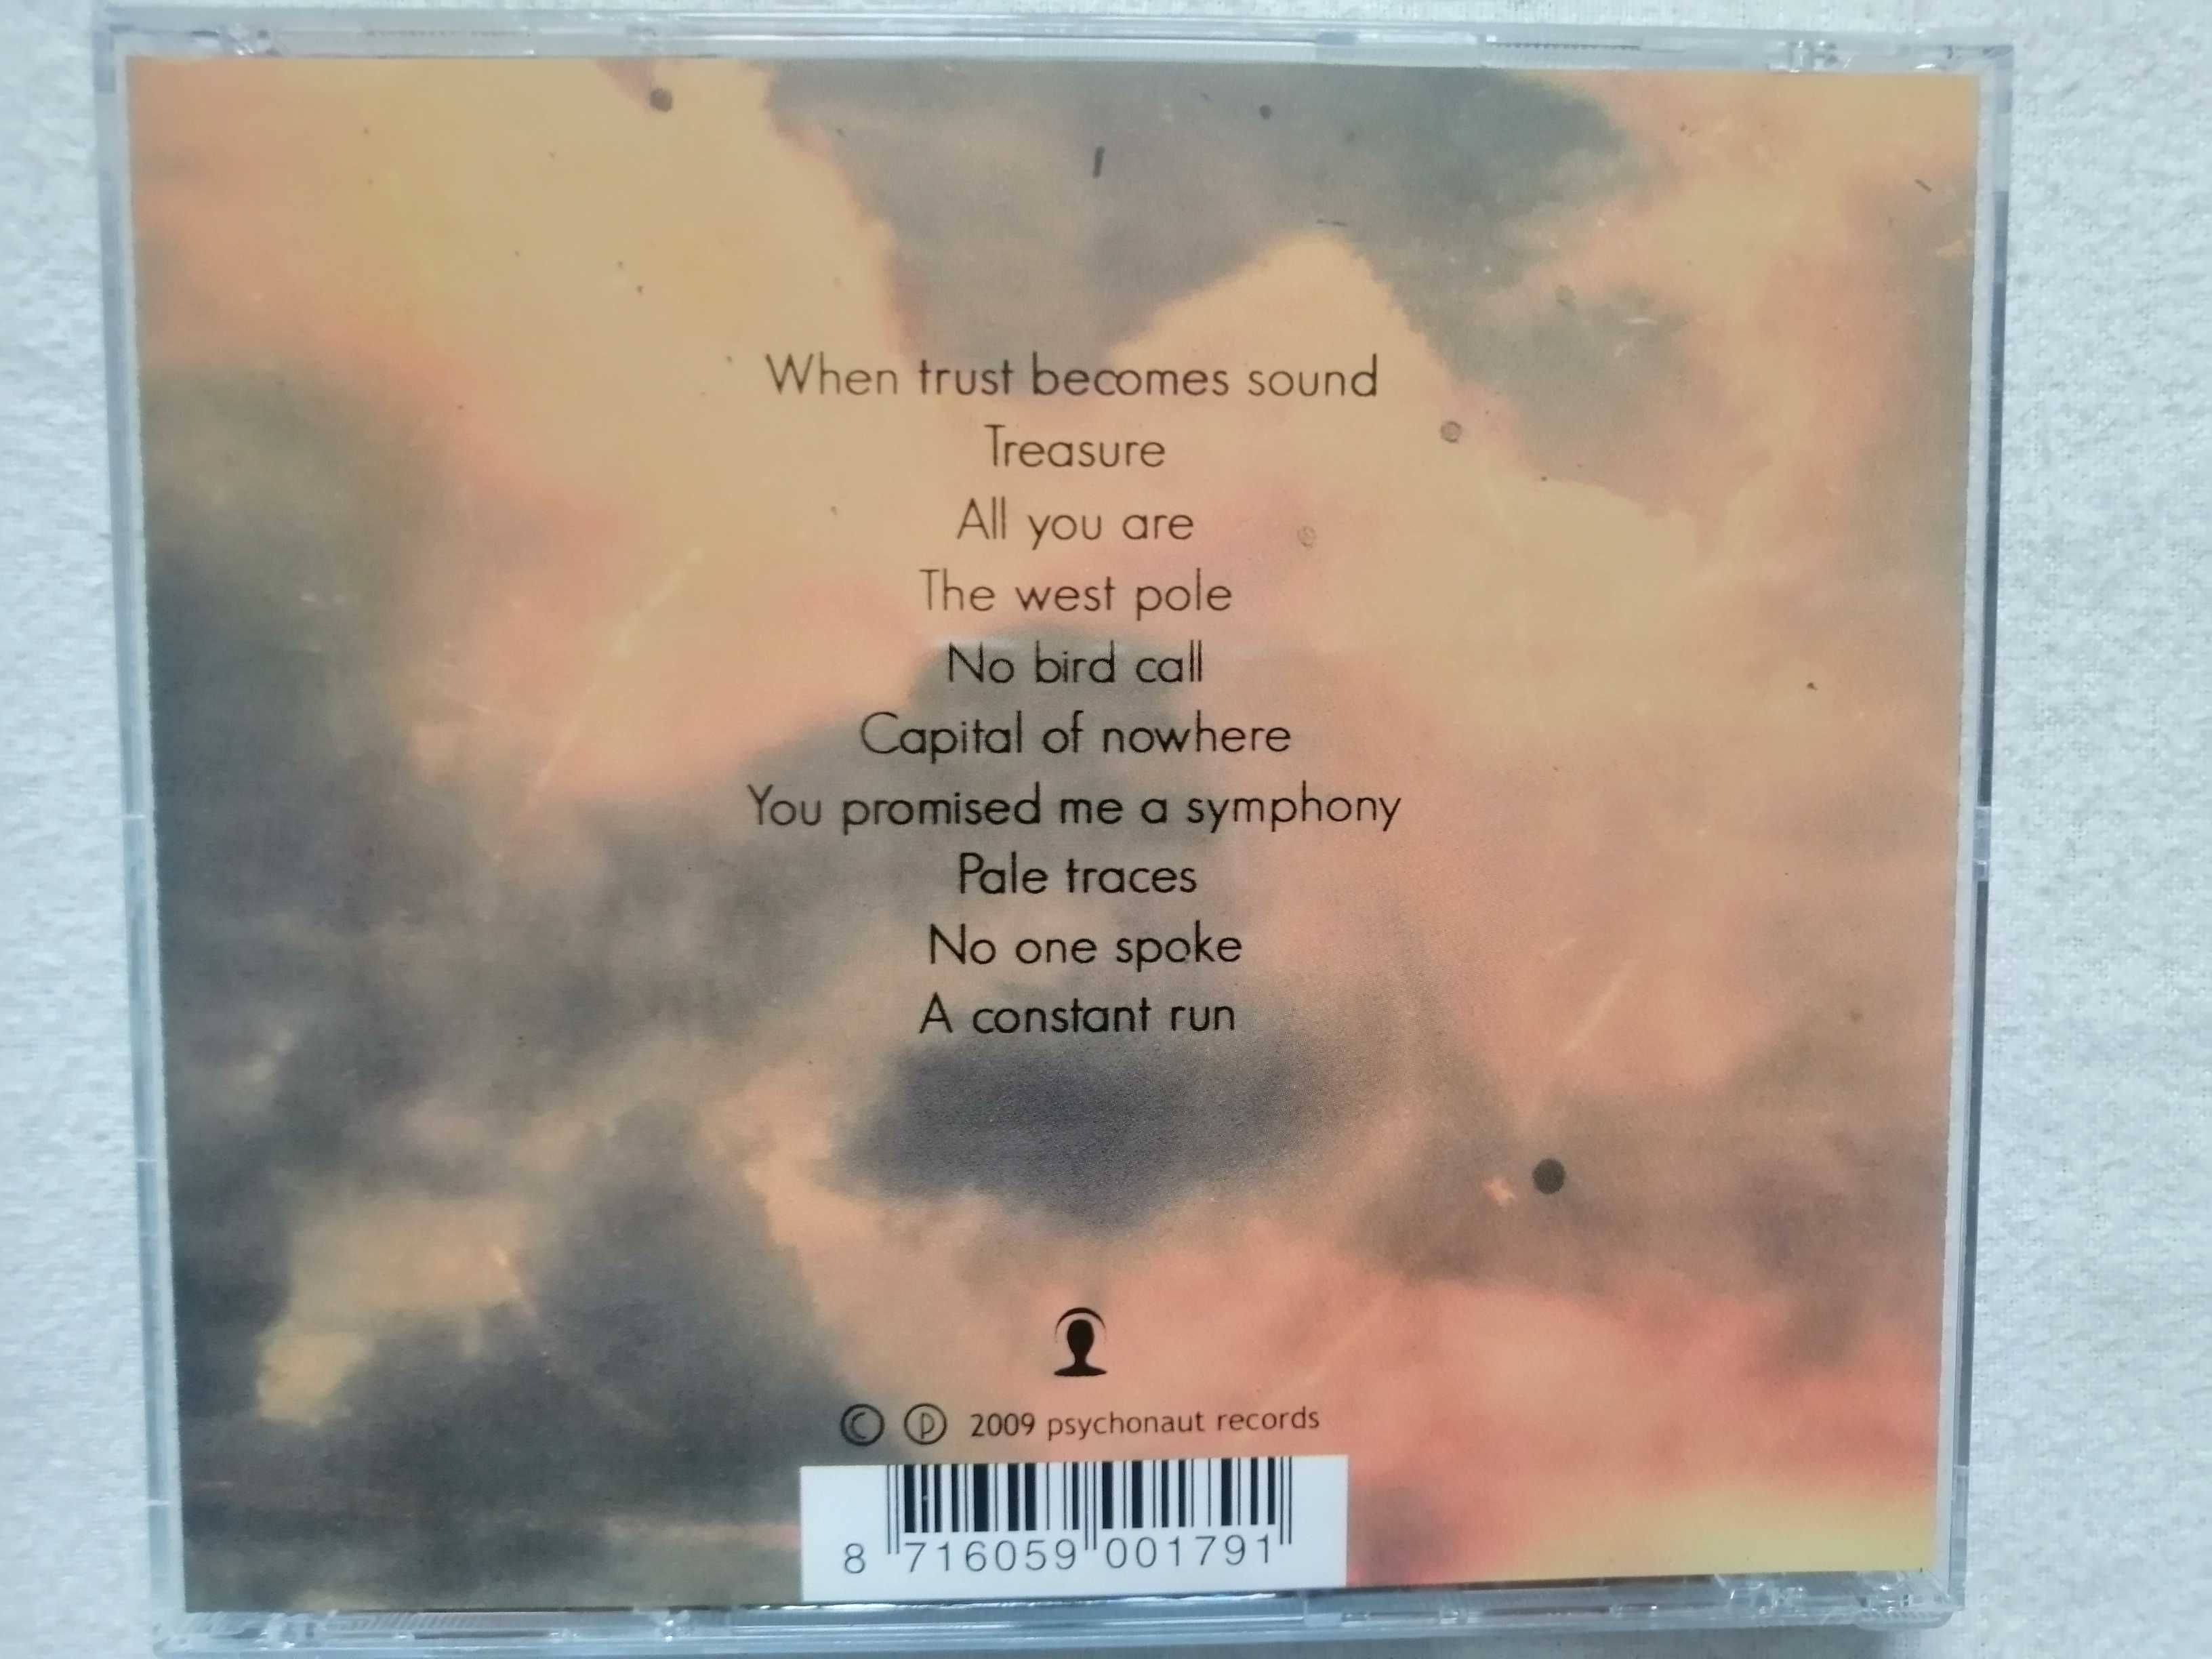 When trust becomes sound
Treasure
All you are
The west pole
No bird call
Capital of nowhere
You promised me a symphony
Pale traces
No one spoke
A constant run
© ℗ 2009 psychonaut records
8 716059 001791